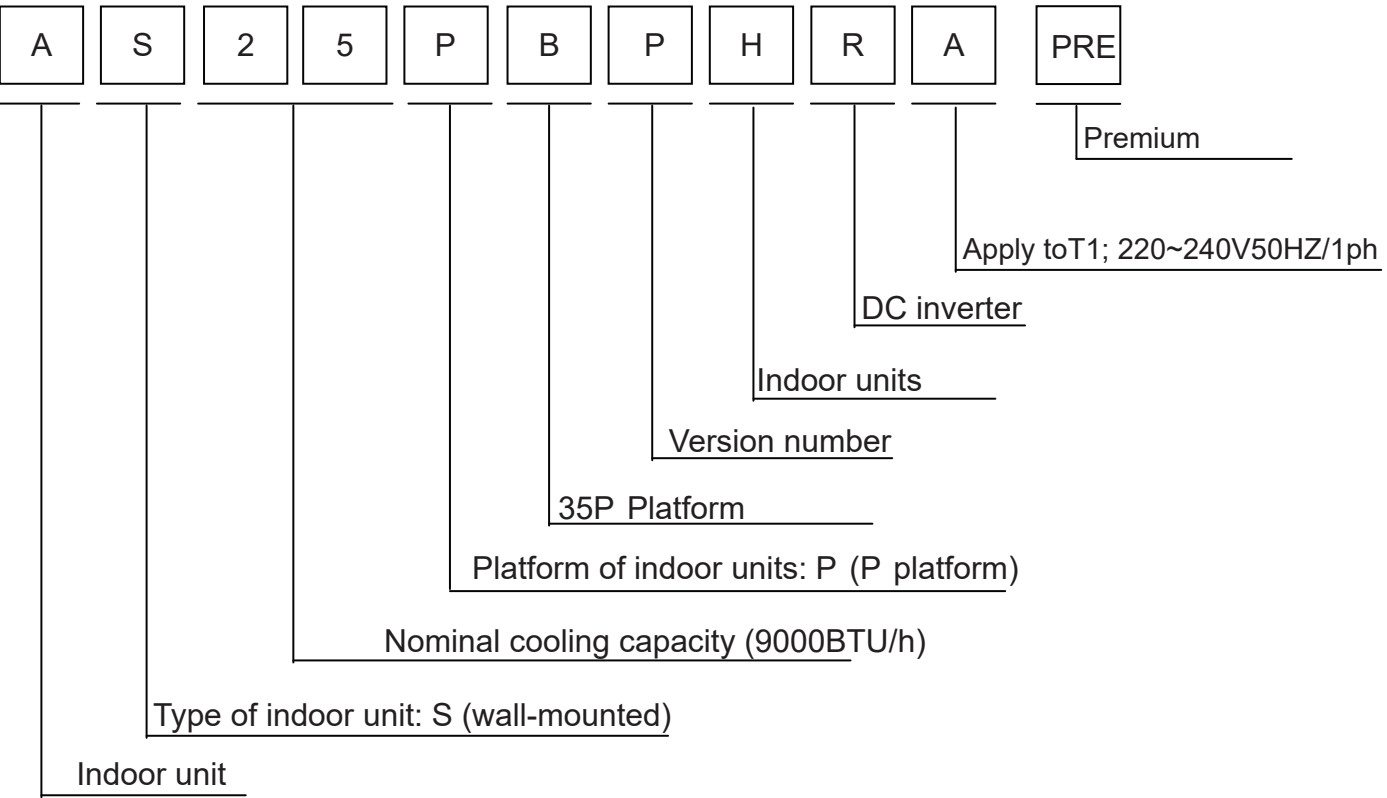 A S 2 5 P B P H R A PRE
Premium
Apply toT1; 220~240V50HZ/1ph
DC inverter
Indoor units
Version number
35P Platform
Platform of indoor units: P (P platform)
Nominal cooling capacity (9000BTU/h)
Type of indoor unit: S (wall-mounted)
Indoor unit